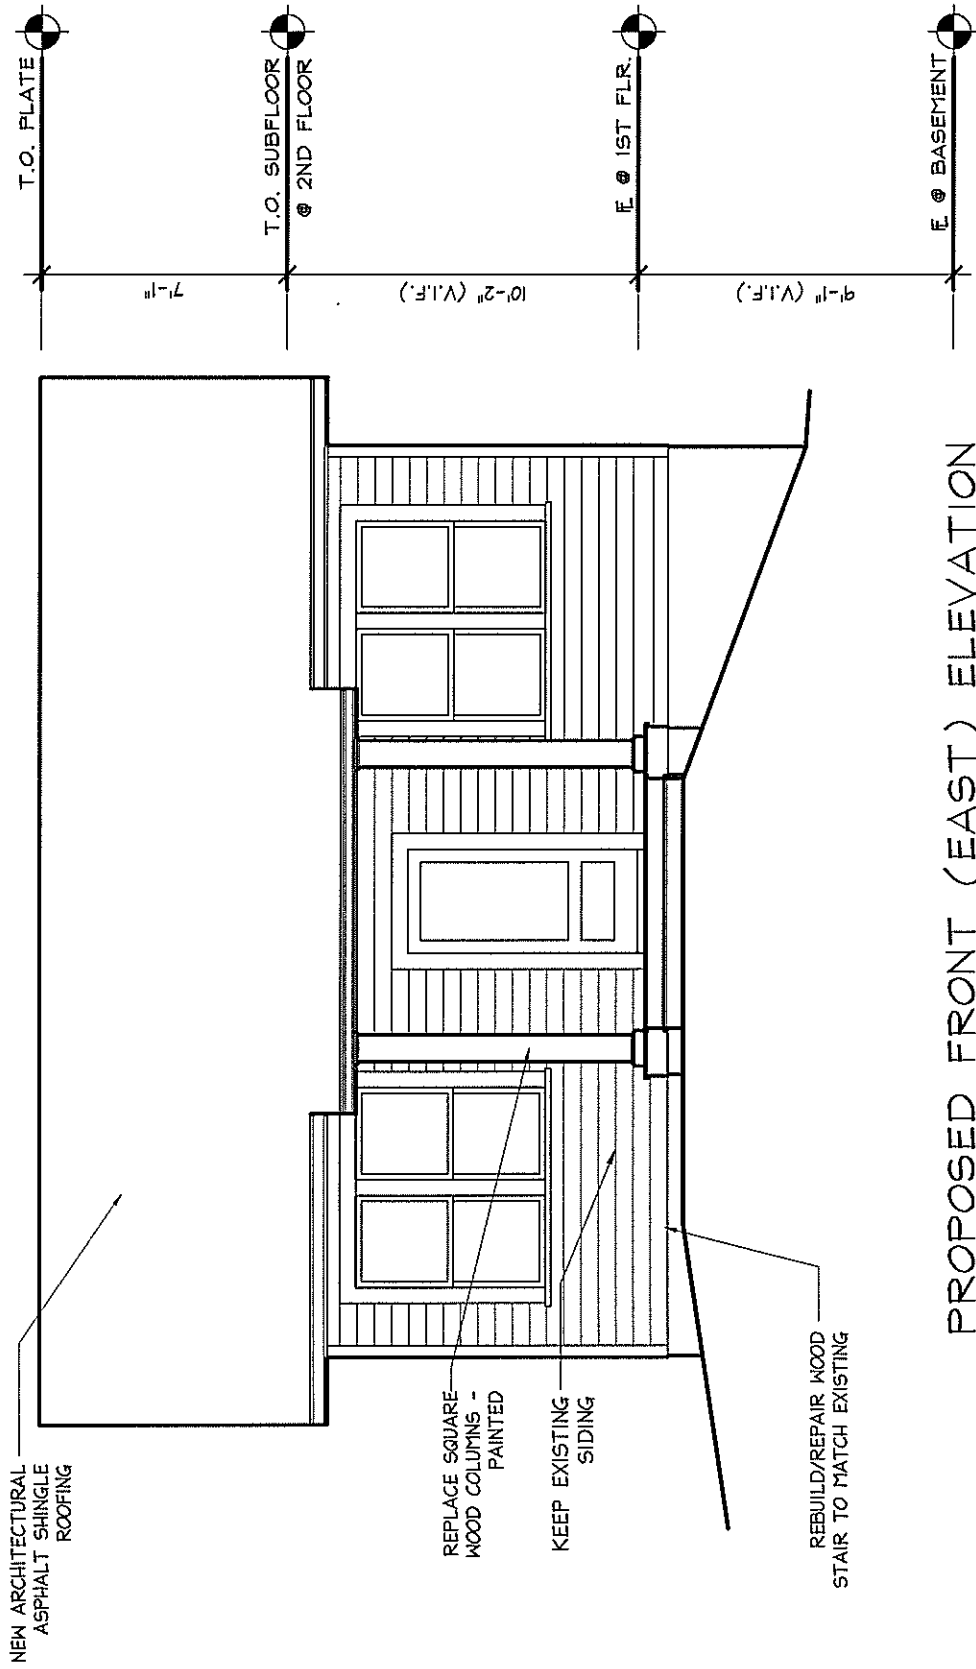 NEW ARCHITECTURAL
ASPHALT SHINGLE
ROOFING
REPLACE SQUARE
WOOD COLUMNS -
PAINTED
KEEP EXISTING
SIDING
REBUILD/REPAIR WOOD
STAIR TO MATCH EXISTING
T.O. PLATE
7'-1"
T.O. SUBFLOOR
@ 2ND FLOOR
10'-2" (V.I.F.)
FL @ 1ST FLR.
9'-1" (V.I.F.)
FL @ BASEMENT
PROPOSED FRONT (EAST) ELEVATION